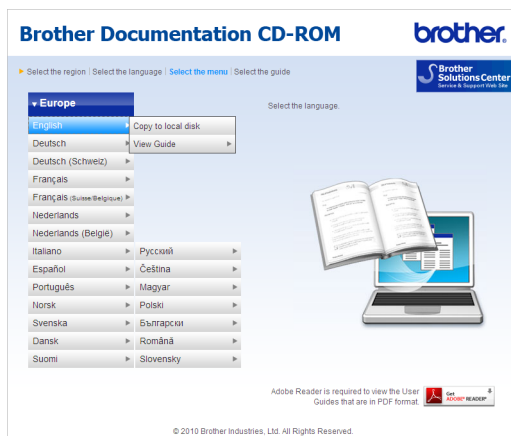 Brother Documentation CD-ROM
brother.
Select the region | Select the language | Select the menu | Select the guide
Brother
Solutions Center
Service & Support Web Site
Europe
Select the language.
English
Copy to local disk
Deutsch
View Guide
Deutsch (Schweiz)
Français
Français (Suisse/Belgique)
Nederlands
Nederlands (België)
Italiano
Русский
Español
Čeština
Português
Magyar
Norsk
Polski
Svenska
Български
Dansk
Română
Suomi
Slovensky
Adobe Reader is required to view the User
Guides that are in PDF format.
Get
ADOBE® READER®
© 2010 Brother Industries, Ltd. All Rights Reserved.